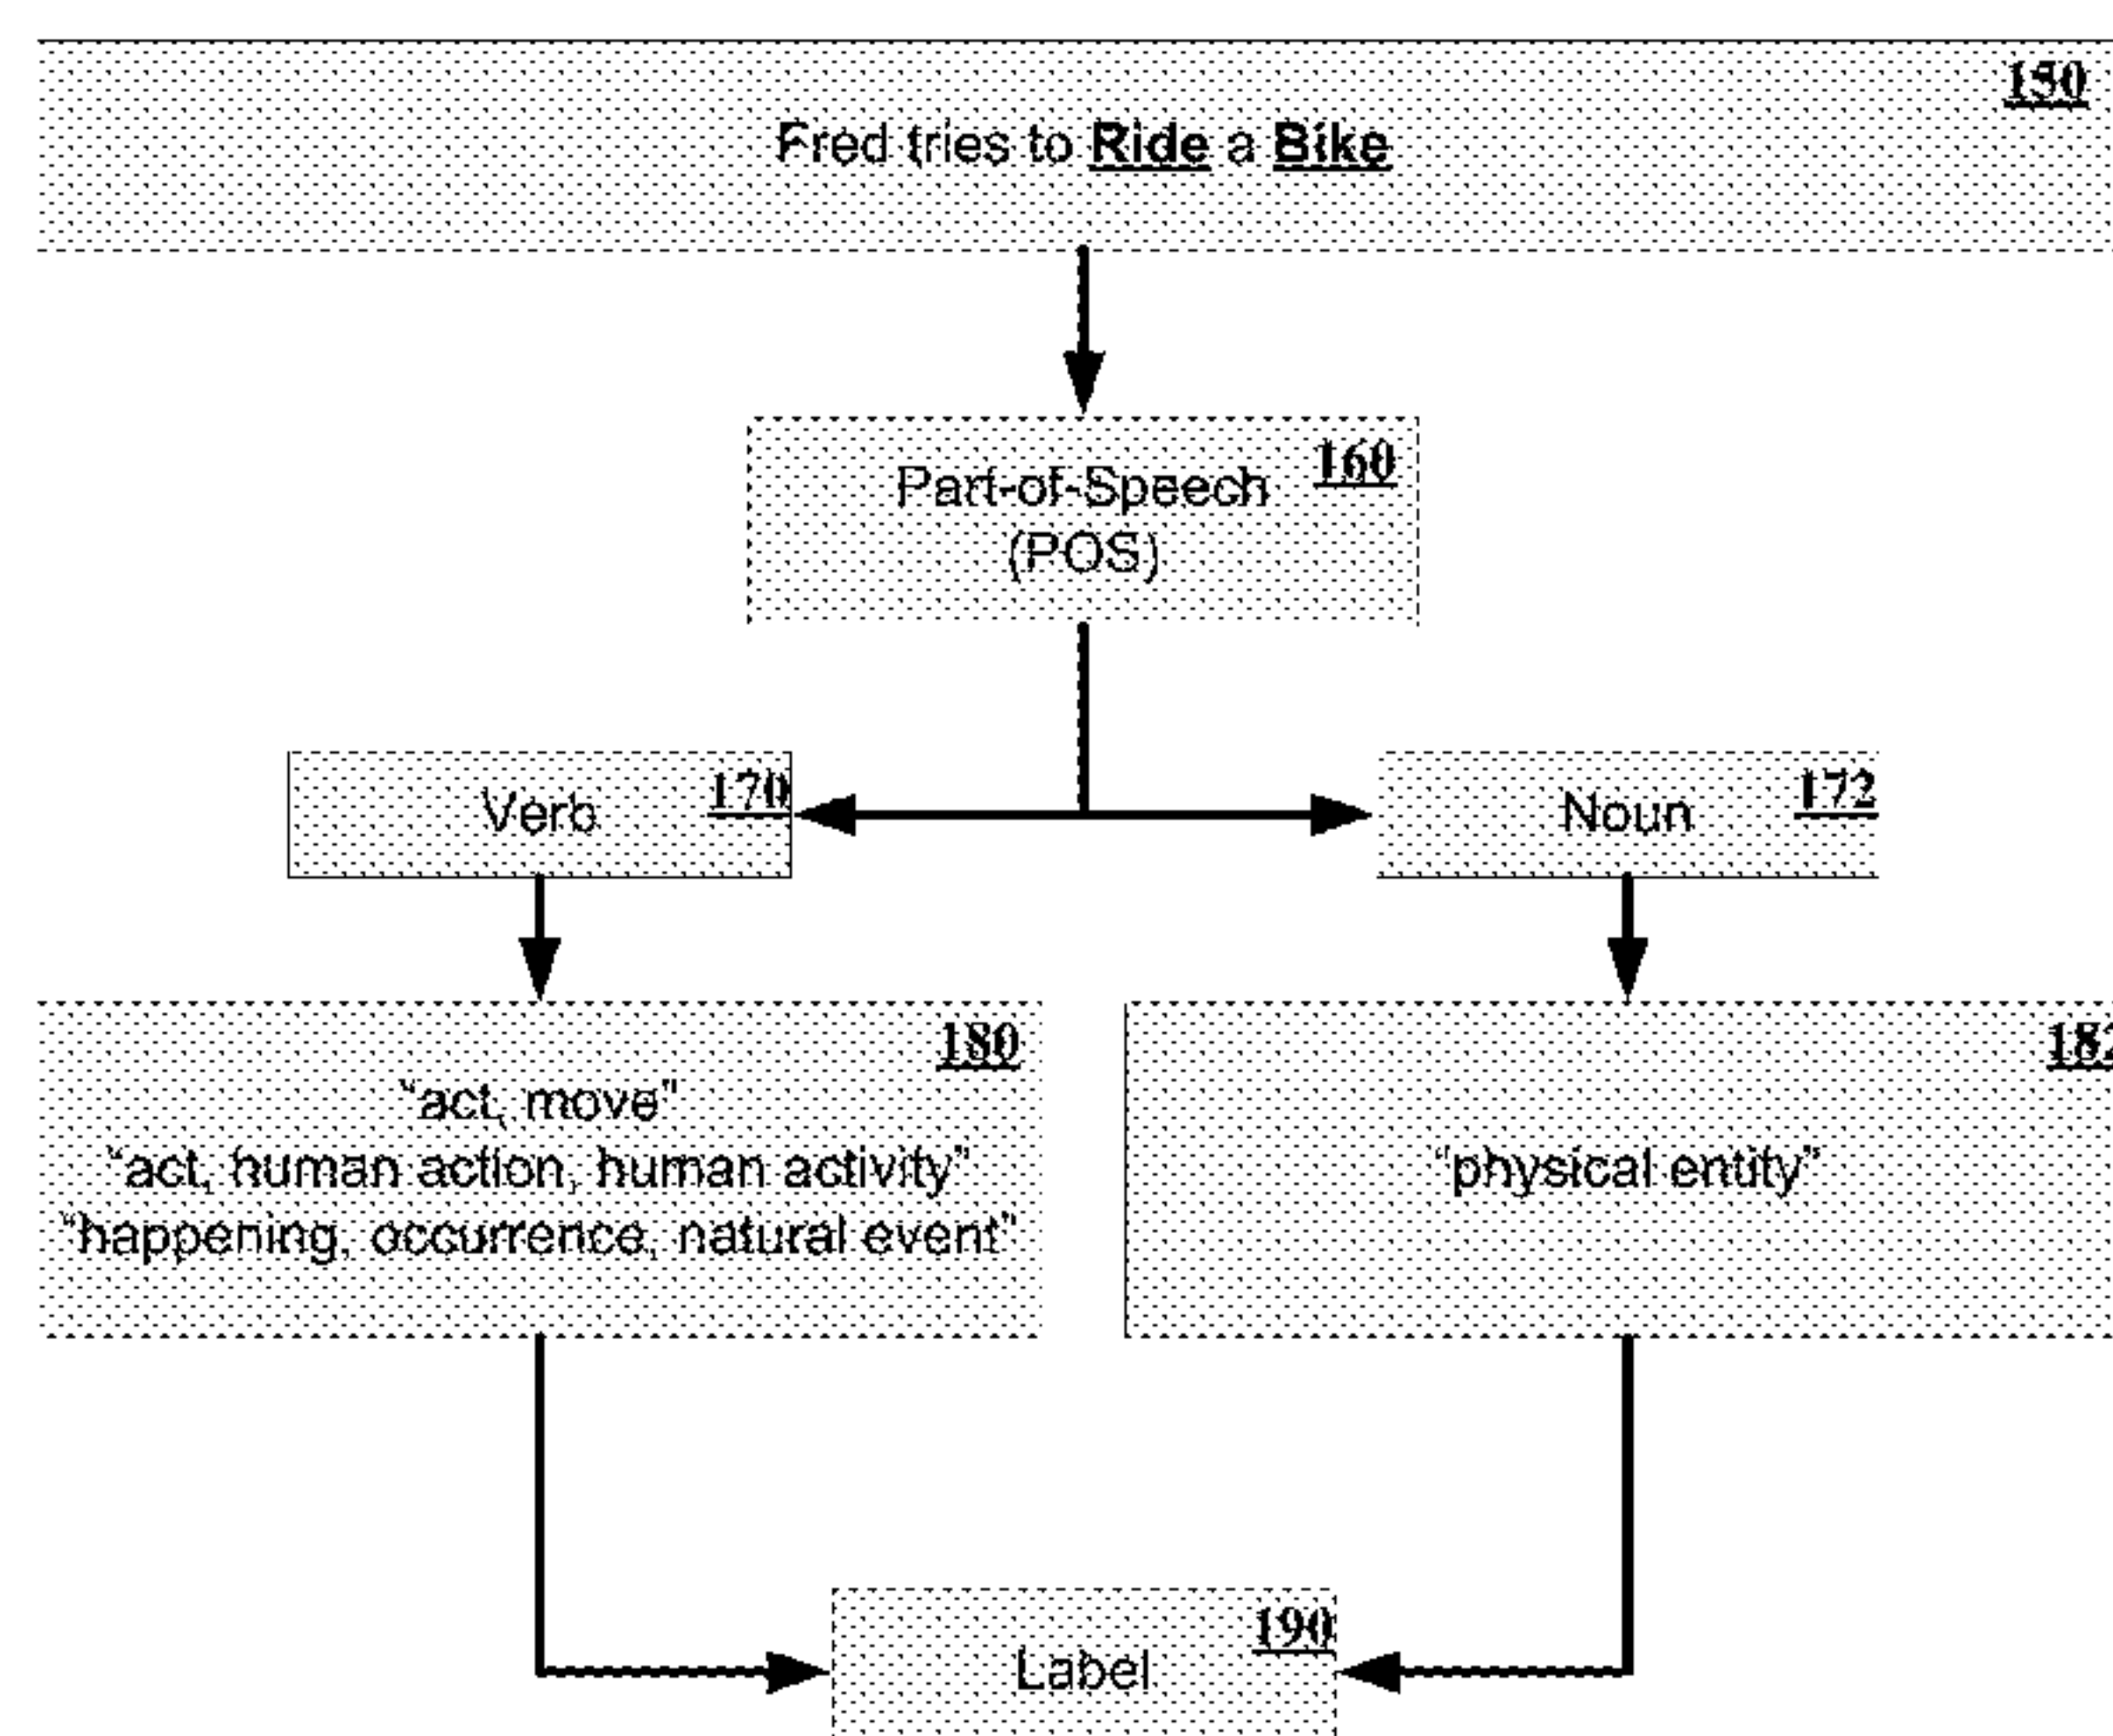 150
Fred tries to Ride a Bike
160
Part-of-Speech
(POS)
170
Verb
172
Noun
180
"act, move"
"act, human action, human activity"
"happening, occurrence, natural event"
182
"physical entity"
190
Label